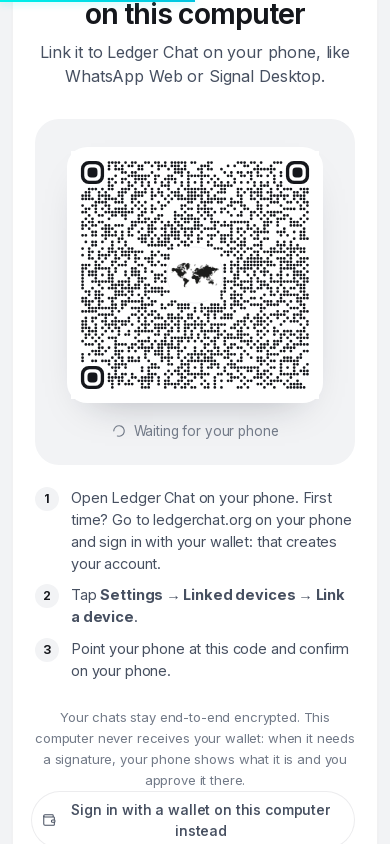 on this computer
Link it to Ledger Chat on your phone, like
WhatsApp Web or Signal Desktop.
Waiting for your phone
1 Open Ledger Chat on your phone. First
time? Go to ledgerchat.org on your phone
and sign in with your wallet: that creates
your account.
2 Tap Settings → Linked devices → Link
a device.
3 Point your phone at this code and confirm
on your phone.
Your chats stay end-to-end encrypted. This
computer never receives your wallet: when it needs
a signature, your phone shows what it is and you
approve it there.
Sign in with a wallet on this computer
instead